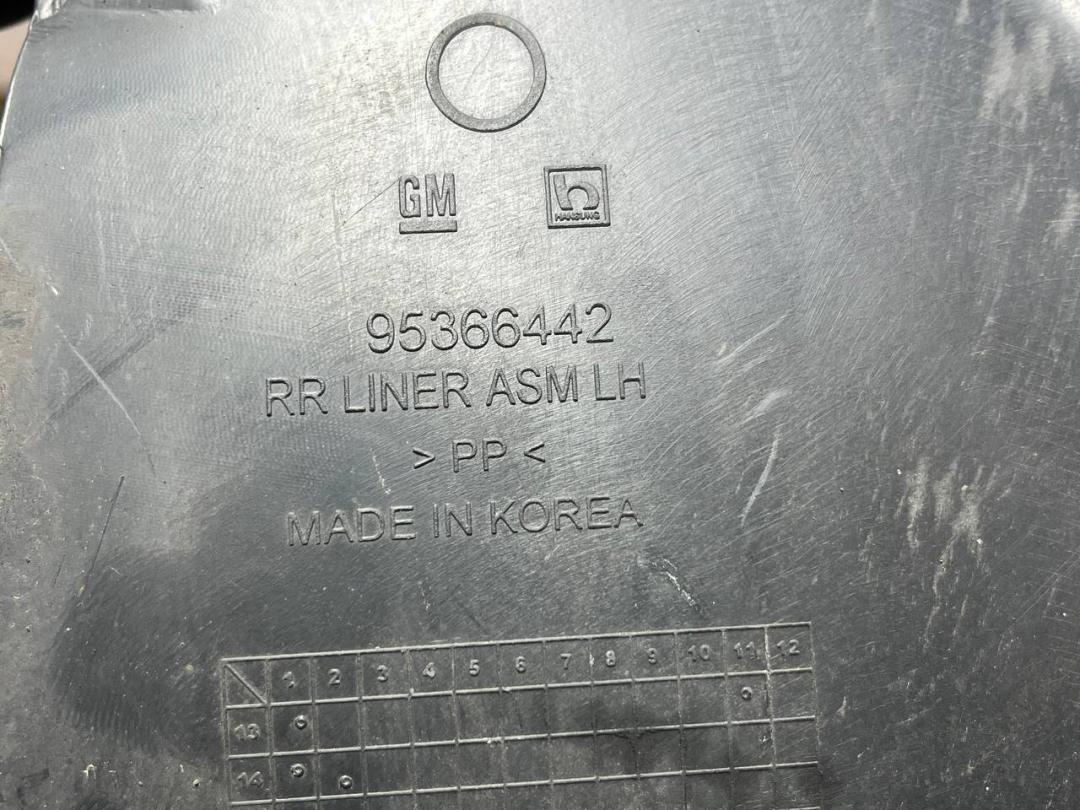 GM
HANSUNG
95366442
RR LINER ASM LH
> PP <
MADE IN KOREA
1 2 3 4 5 6 7 8 9 10 11 12
13
14